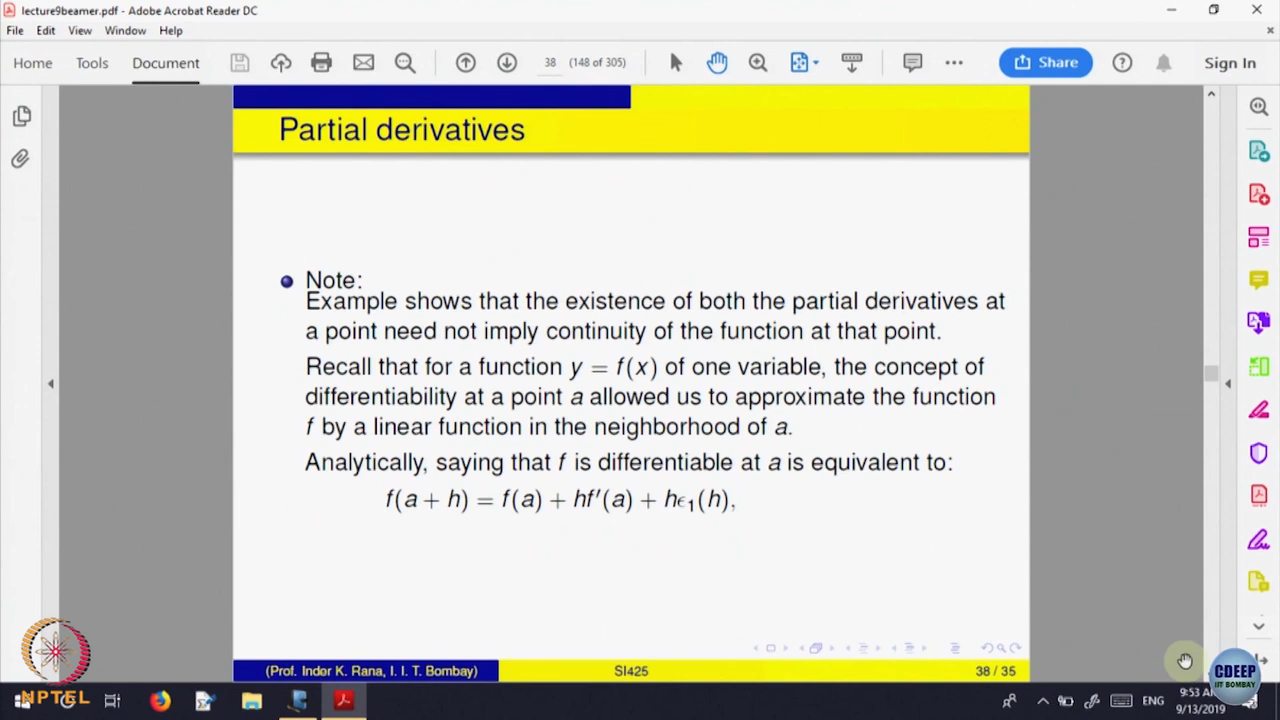 lecture9beamer.pdf - Adobe Acrobat Reader DC
File Edit View Window Help
Home Tools Document 38 (148 of 305) Share Sign In
Partial derivatives
Note:
Example shows that the existence of both the partial derivatives at
a point need not imply continuity of the function at that point.
Recall that for a function y = f(x) of one variable, the concept of
differentiability at a point a allowed us to approximate the function
f by a linear function in the neighborhood of a.
Analytically, saying that f is differentiable at a is equivalent to:
f(a + h) = f(a) + hf′(a) + hϵ₁(h),
(Prof. Inder K. Rana, I. I. T. Bombay) SI425 38 / 35
NPTEL
CDEEP
IIT BOMBAY
ENG
9:53
9/13/2019